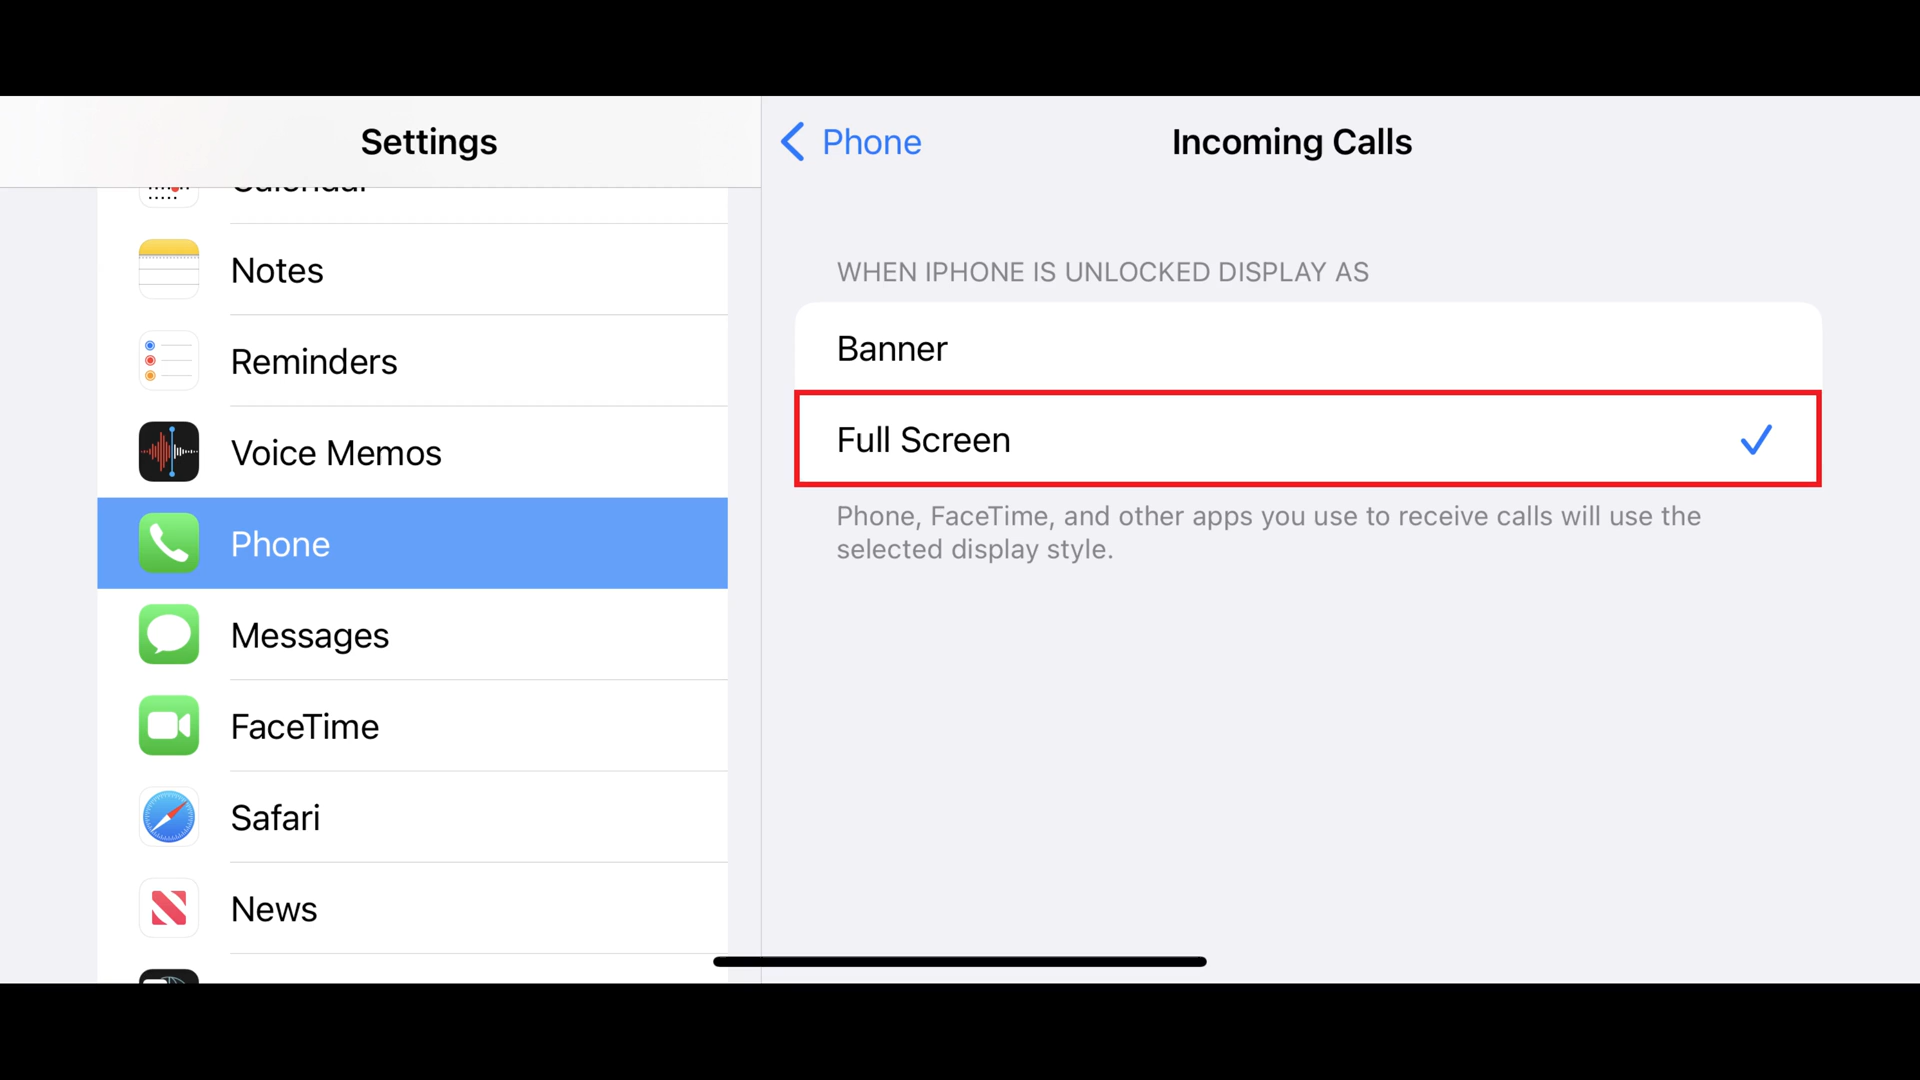 Settings
Calendar
Notes
Reminders
Voice Memos
Phone
Messages
FaceTime
Safari
News
Phone
Incoming Calls
WHEN IPHONE IS UNLOCKED DISPLAY AS
Banner
Full Screen
Phone, FaceTime, and other apps you use to receive calls will use the
selected display style.